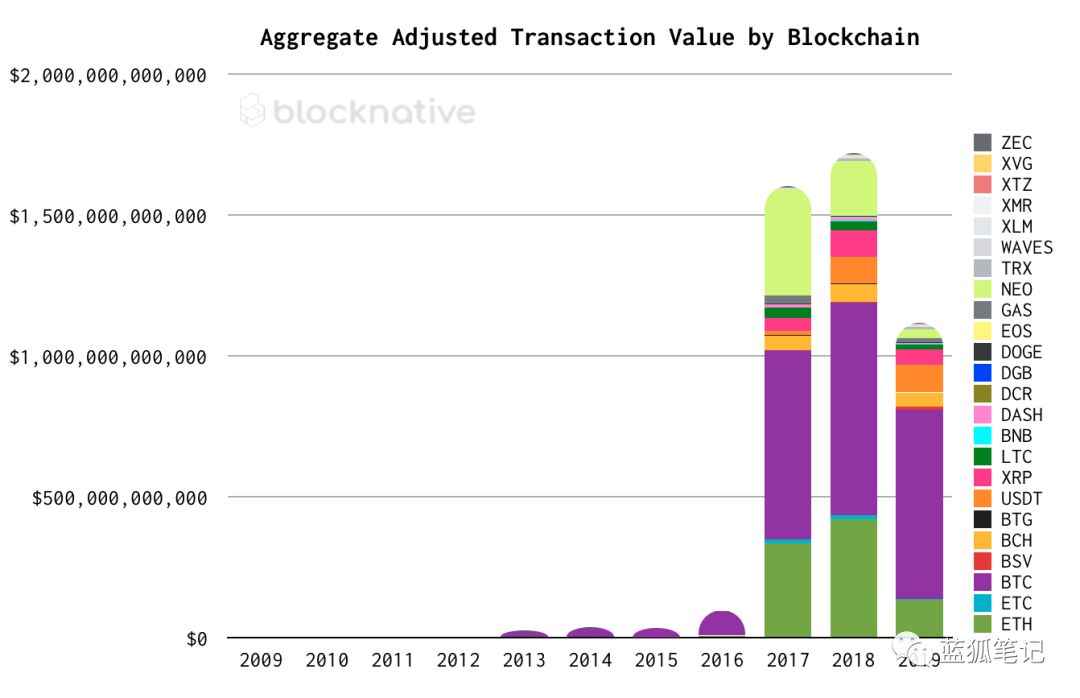 Aggregate Adjusted Transaction Value by Blockchain
$2,000,000,000,000
blocknative
ZEC
XVG
XTZ
XMR
$1,500,000,000,000
XLM
WAVES
TRX
NEO
GAS
EOS
$1,000,000,000,000
DOGE
DGB
DCR
DASH
BNB
LTC
XRP
$500,000,000,000
USDT
BTG
BCH
BSV
BTC
ETC
ETH
$0
2009 2010 2011 2012 2013 2014 2015 2016 2017 2018 2019
蓝狐笔记